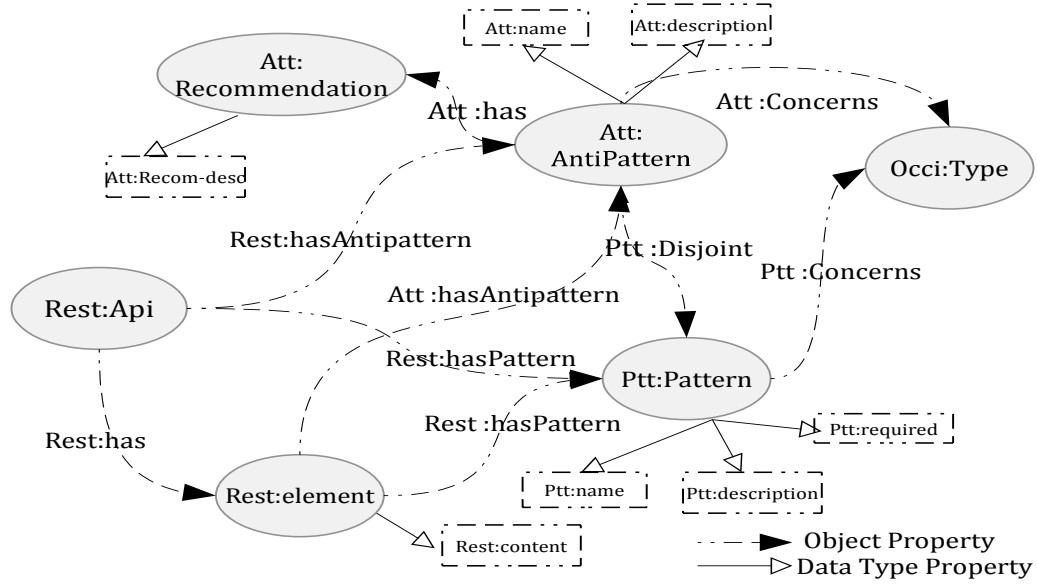 Att:name
Att:description
Att:
Recommendation
Att :has
Att :Concerns
Att:
AntiPattern
Occi:Type
Att:Recom-desc
Rest:hasAntipattern
Ptt :Disjoint
Ptt :Concerns
Rest:Api
Att :hasAntipattern
Rest:hasPattern
Ptt:Pattern
Rest :hasPattern
Ptt:required
Rest:has
Rest:element
Ptt:name
Ptt:description
Rest:content
Object Property
Data Type Property